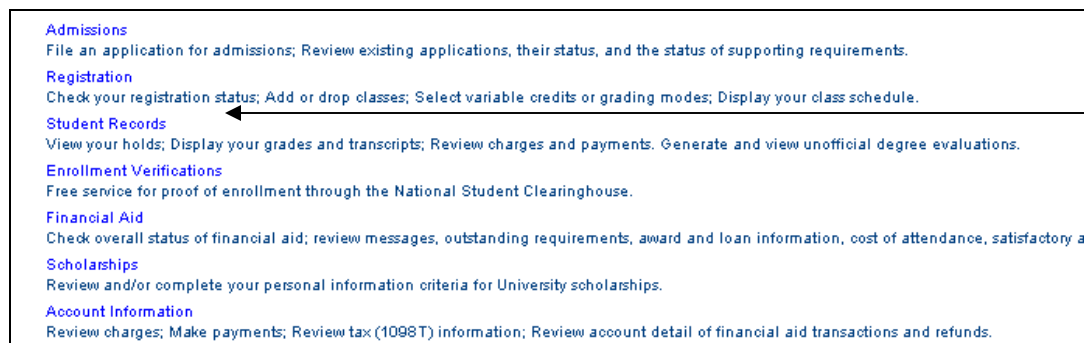 Admissions
File an application for admissions; Review existing applications, their status, and the status of supporting requirements.
Registration
Check your registration status; Add or drop classes; Select variable credits or grading modes; Display your class schedule.
Student Records
View your holds; Display your grades and transcripts; Review charges and payments. Generate and view unofficial degree evaluations.
Enrollment Verifications
Free service for proof of enrollment through the National Student Clearinghouse.
Financial Aid
Check overall status of financial aid; review messages, outstanding requirements, award and loan information, cost of attendance, satisfactory a
Scholarships
Review and/or complete your personal information criteria for University scholarships.
Account Information
Review charges; Make payments; Review tax (1098T) information; Review account detail of financial aid transactions and refunds.